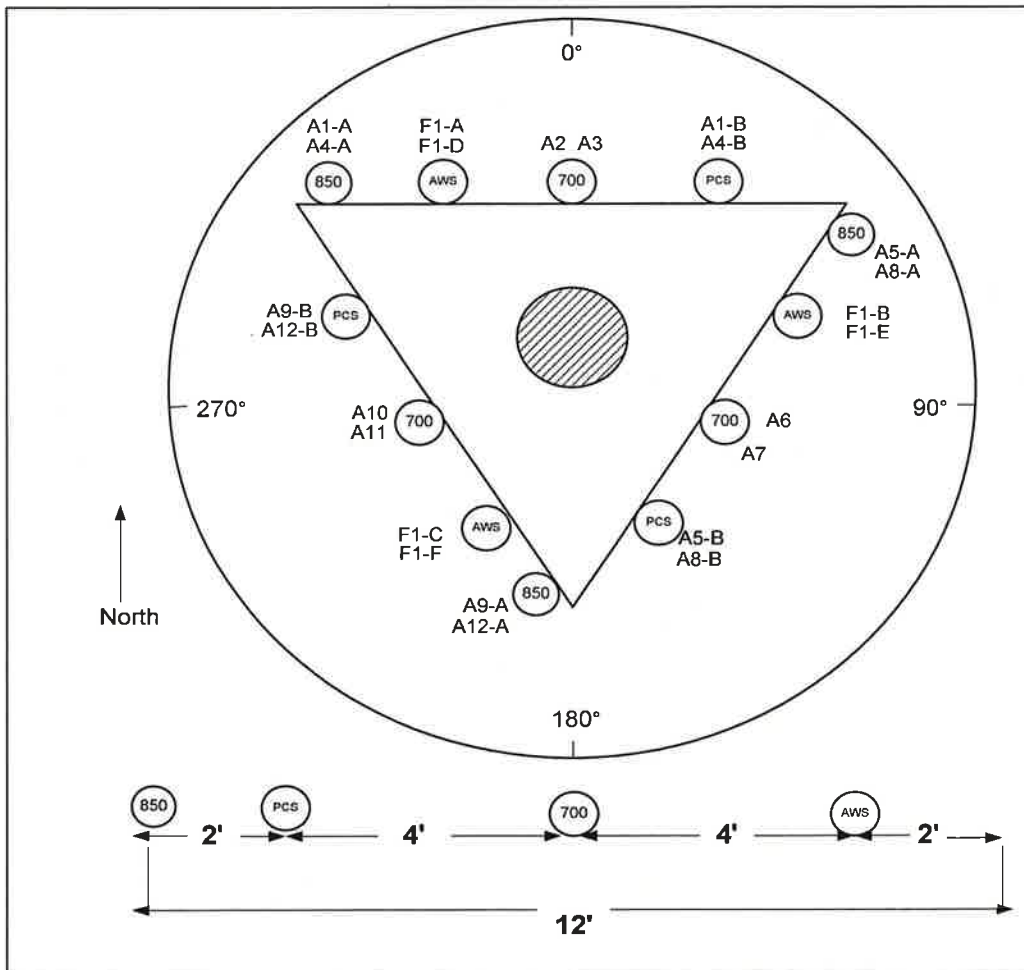 0°
A1-A
A4-A
F1-A
F1-D
A2 A3
A1-B
A4-B
850
AWS
700
PCS
850
A5-A
A8-A
A9-B
A12-B
PCS
AWS
F1-B
F1-E
270°
90°
A10
A11
700
700
A6
A7
F1-C
F1-F
AWS
PCS
A5-B
A8-B
A9-A
A12-A
850
North
180°
850
PCS
700
AWS
2'
4'
4'
2'
12'